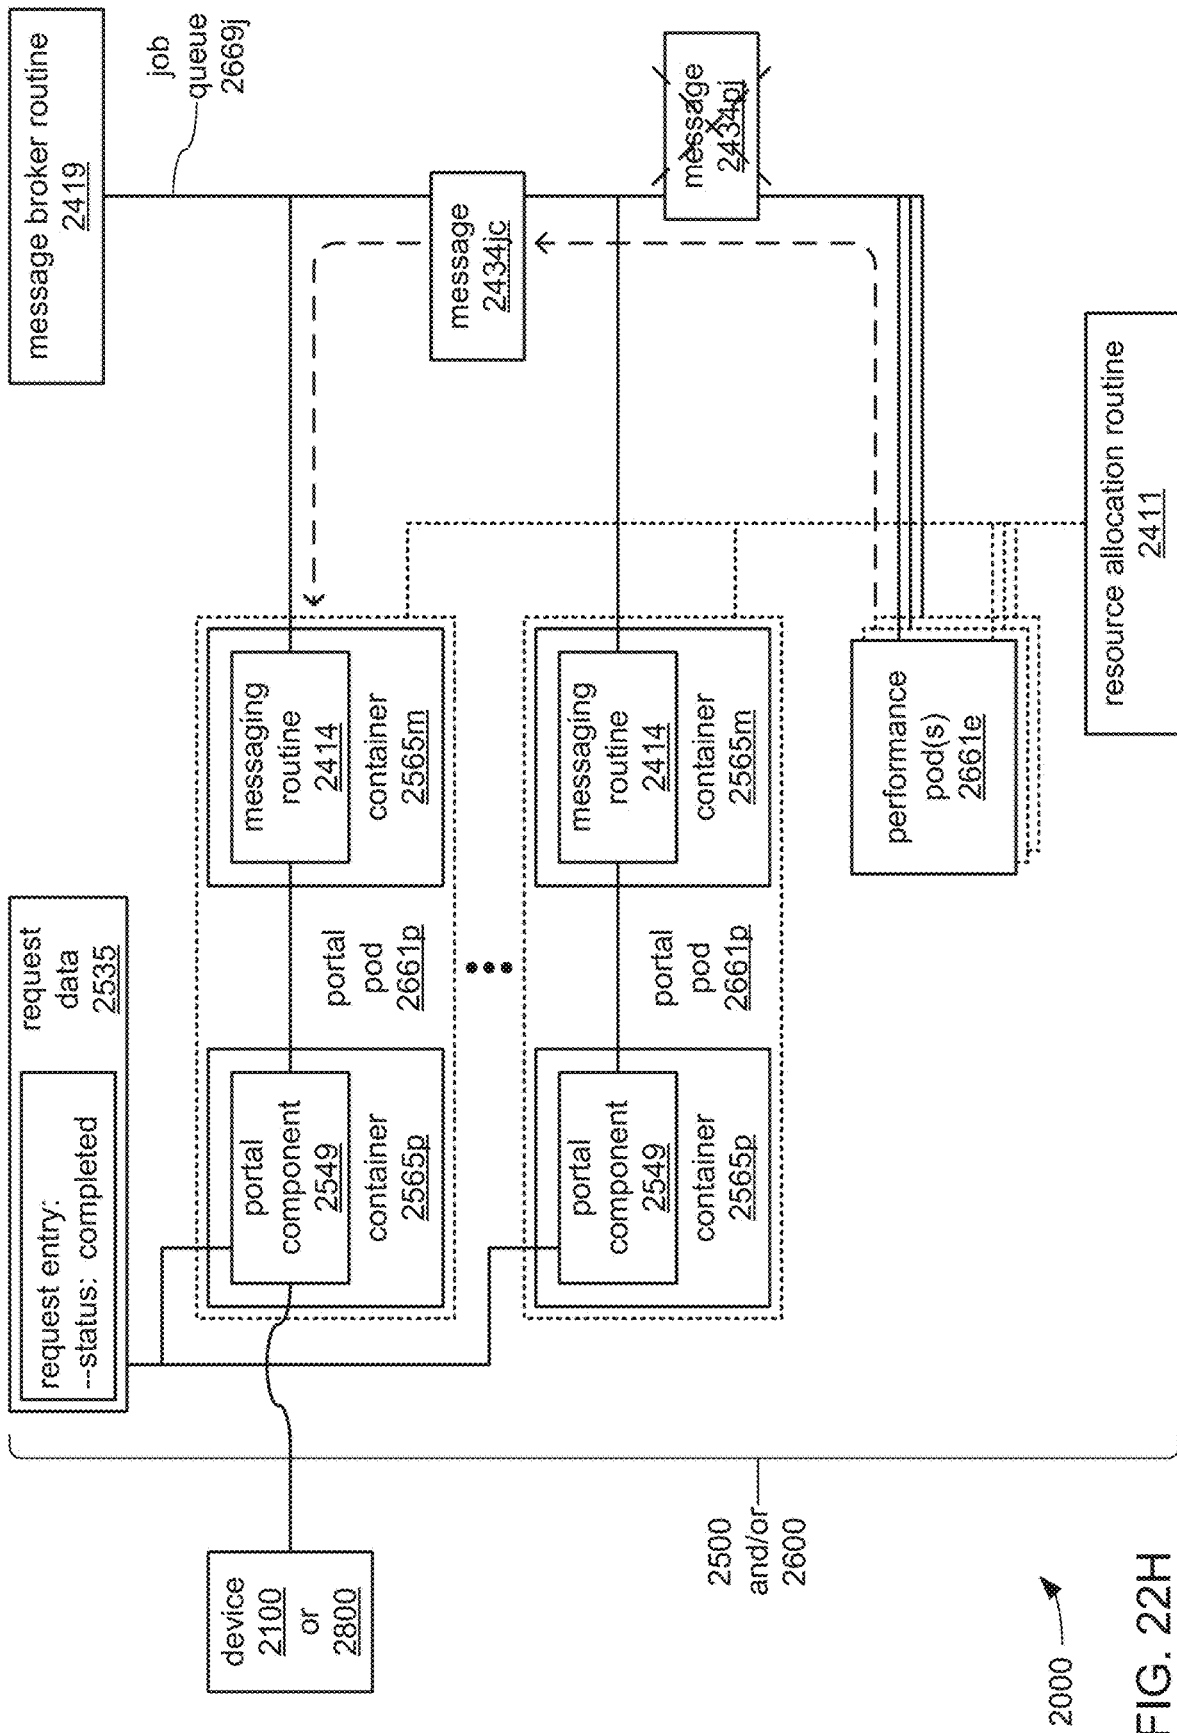 message broker routine
2419
job
queue
2669j
request entry:
--status: completed
request
data
2535
device
2100
or
2800
portal
component
2549
container
2565p
portal
pod
2661p
messaging
routine
2414
container
2565m
message
2434jc
portal
component
2549
container
2565p
portal
pod
2661p
messaging
routine
2414
container
2565m
message
2434pj
performance
pod(s)
2661e
resource allocation routine
2411
2500
and/or
2600
2000
FIG. 22H